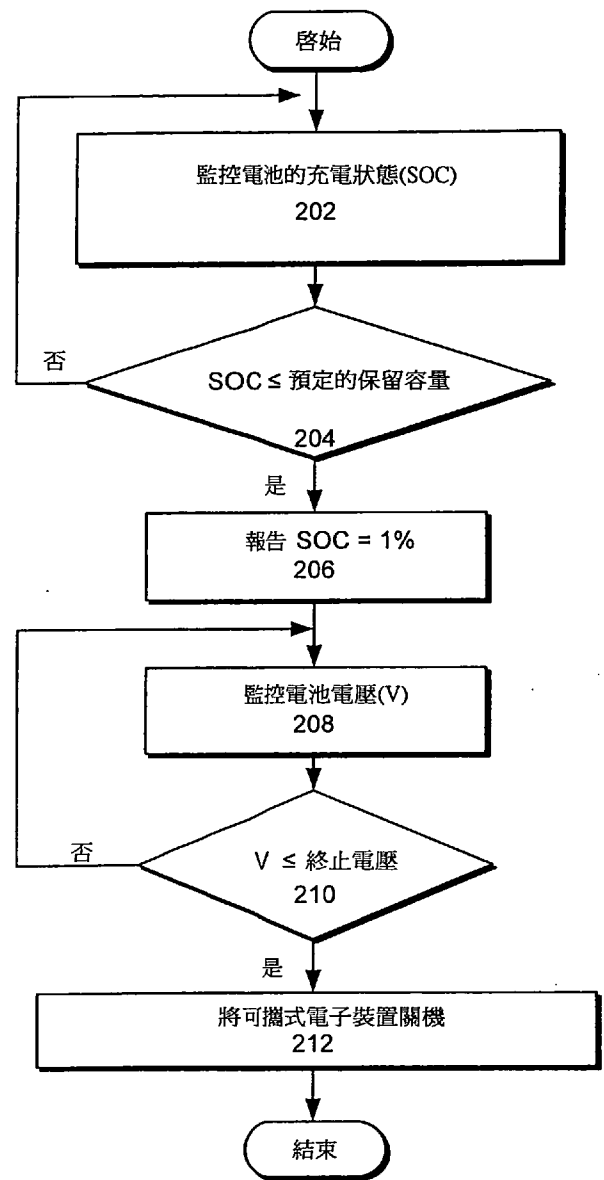 啓始
監控電池的充電狀態(SOC)
202
否
SOC ≤ 預定的保留容量
204
是
報告 SOC = 1%
206
監控電池電壓(V)
208
否
V ≤ 終止電壓
210
是
將可攜式電子裝置關機
212
結束